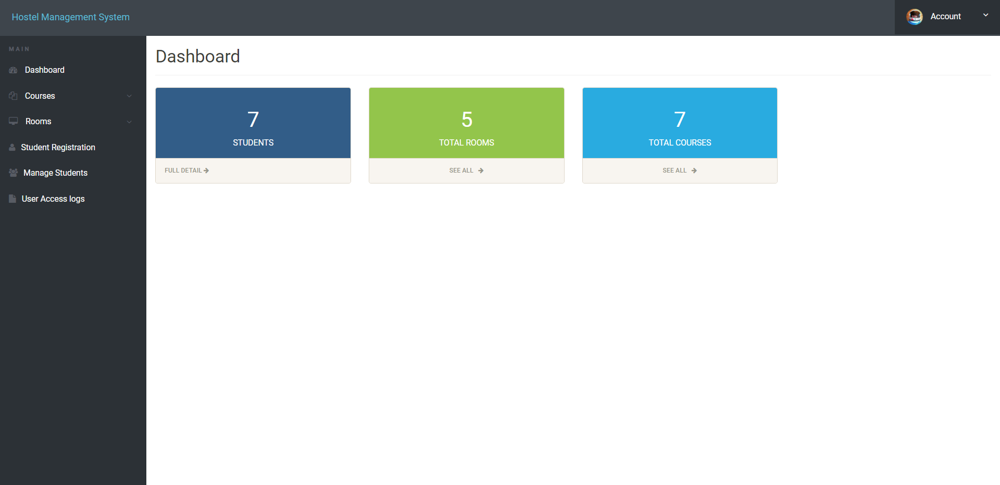 Hostel Management System
Account
MAIN
Dashboard
Courses
Rooms
Student Registration
Manage Students
User Access logs
Dashboard
7
STUDENTS
FULL DETAIL
5
TOTAL ROOMS
SEE ALL
7
TOTAL COURSES
SEE ALL